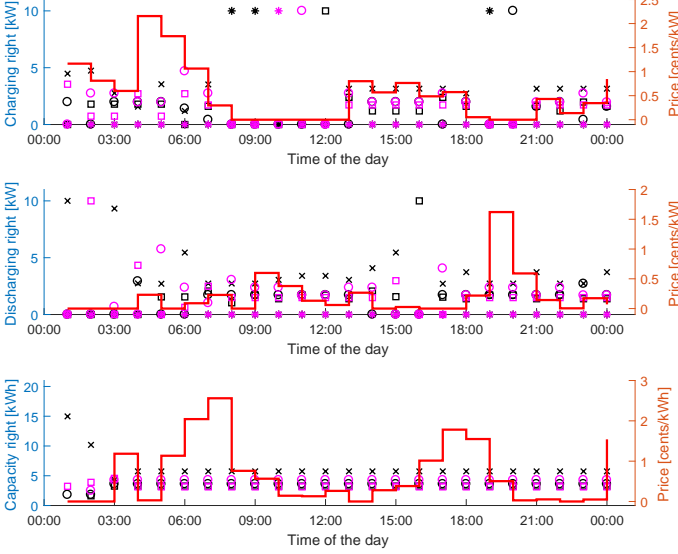 Charging right [kW]
10
5
0
2.5
2
1.5
1
0.5
0
Price [cents/kW]
00:00 03:00 06:00 09:00 12:00 15:00 18:00 21:00 00:00
Time of the day
Discharging right [kW]
10
5
0
2
1.5
1
0.5
0
Price [cents/kW]
00:00 03:00 06:00 09:00 12:00 15:00 18:00 21:00 00:00
Time of the day
Capacity right [kWh]
20
15
10
5
0
3
2
1
0
Price [cents/kWh]
00:00 03:00 06:00 09:00 12:00 15:00 18:00 21:00 00:00
Time of the day